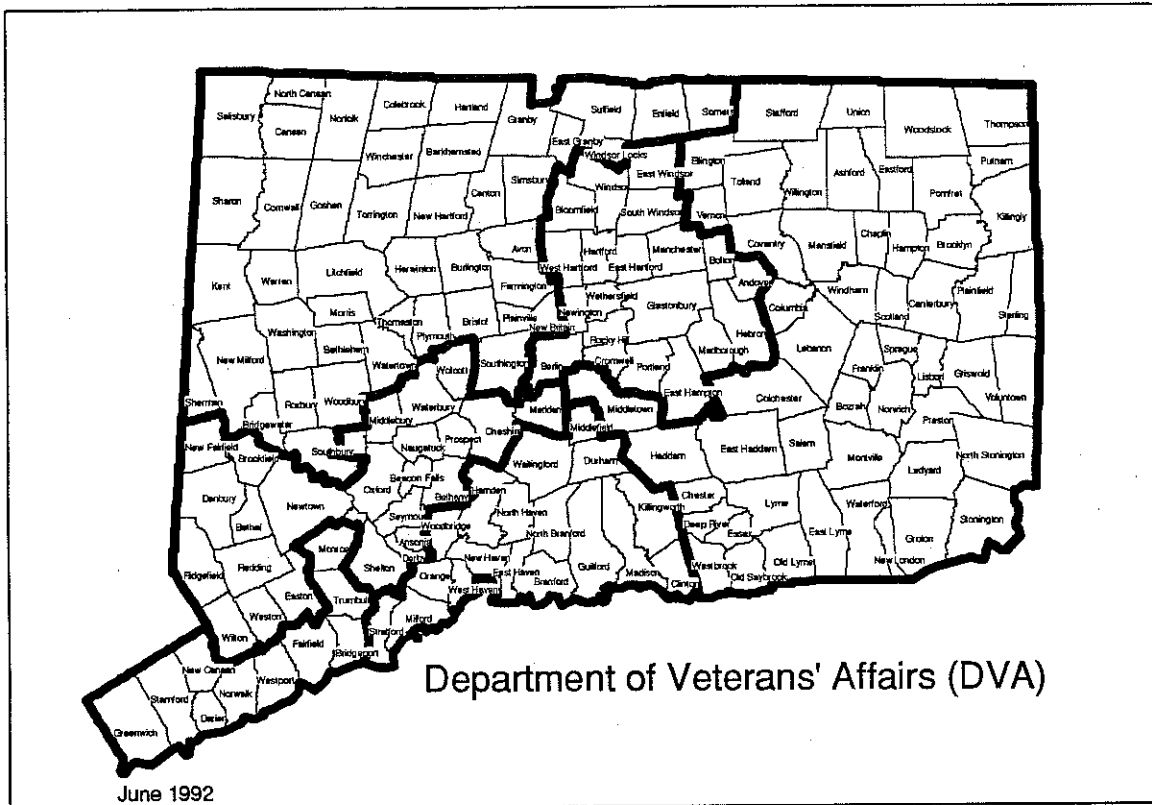 North Canaan
Colebrook
Hartland
Suffield
Enfield
Somers
Stafford
Union
Salisbury
Canaan
Norfolk
Granby
Woodstock
Thompson
East Granby
Windsor Locks
Winchester
Barkhamsted
East Windsor
Ellington
Putnam
Simsbury
Tolland
Willington
Ashford
Eastford
Pomfret
Sharon
Cornwall
Goshen
Torrington
New Hartford
Canton
Windsor
Bloomfield
South Windsor
Vernon
Killingly
Avon
Hartford
Manchester
Coventry
Mansfield
Chaplin
Hampton
Brooklyn
Kent
Warren
Litchfield
Harwinton
Burlington
West Hartford
East Hartford
Bolton
Farmington
Andover
Windham
Plainfield
Morris
Wethersfield
Glastonbury
Columbia
Scotland
Canterbury
Sterling
Washington
Thomaston
Bristol
Plainville
Newington
Plymouth
New Britain
Hebron
New Milford
Bethlehem
Watertown
Southington
Rocky Hill
Berlin
Cromwell
Portland
Marlborough
Lebanon
Sprague
Franklin
Lisbon
Griswold
Wolcott
Voluntown
Sherman
Roxbury
Woodbury
East Hampton
Colchester
Bozrah
Norwich
Preston
Bridgewater
Middlebury
Waterbury
Meriden
Middletown
Cheshire
Middlefield
New Fairfield
Brookfield
Southbury
Naugatuck
Prospect
Wallingford
Durham
Haddam
East Haddam
Salem
Montville
Ledyard
North Stonington
Danbury
Newtown
Oxford
Beacon Falls
Bethany
Hamden
Bethel
Seymour
Woodbridge
North Haven
Killingworth
Chester
Lyme
Waterford
Deep River
Essex
East Lyme
Groton
Stonington
Monroe
Ansonia
Derby
North Branford
New Haven
Ridgefield
Redding
Shelton
Orange
East Haven
Branford
Guilford
Madison
Westbrook
Old Lyme
New London
Clinton
Old Saybrook
Easton
Trumbull
West Haven
Weston
Milford
Wilton
Fairfield
Stratford
Bridgeport
New Canaan
Westport
Stamford
Norwalk
Darien
Greenwich
Department of Veterans' Affairs (DVA)
June 1992